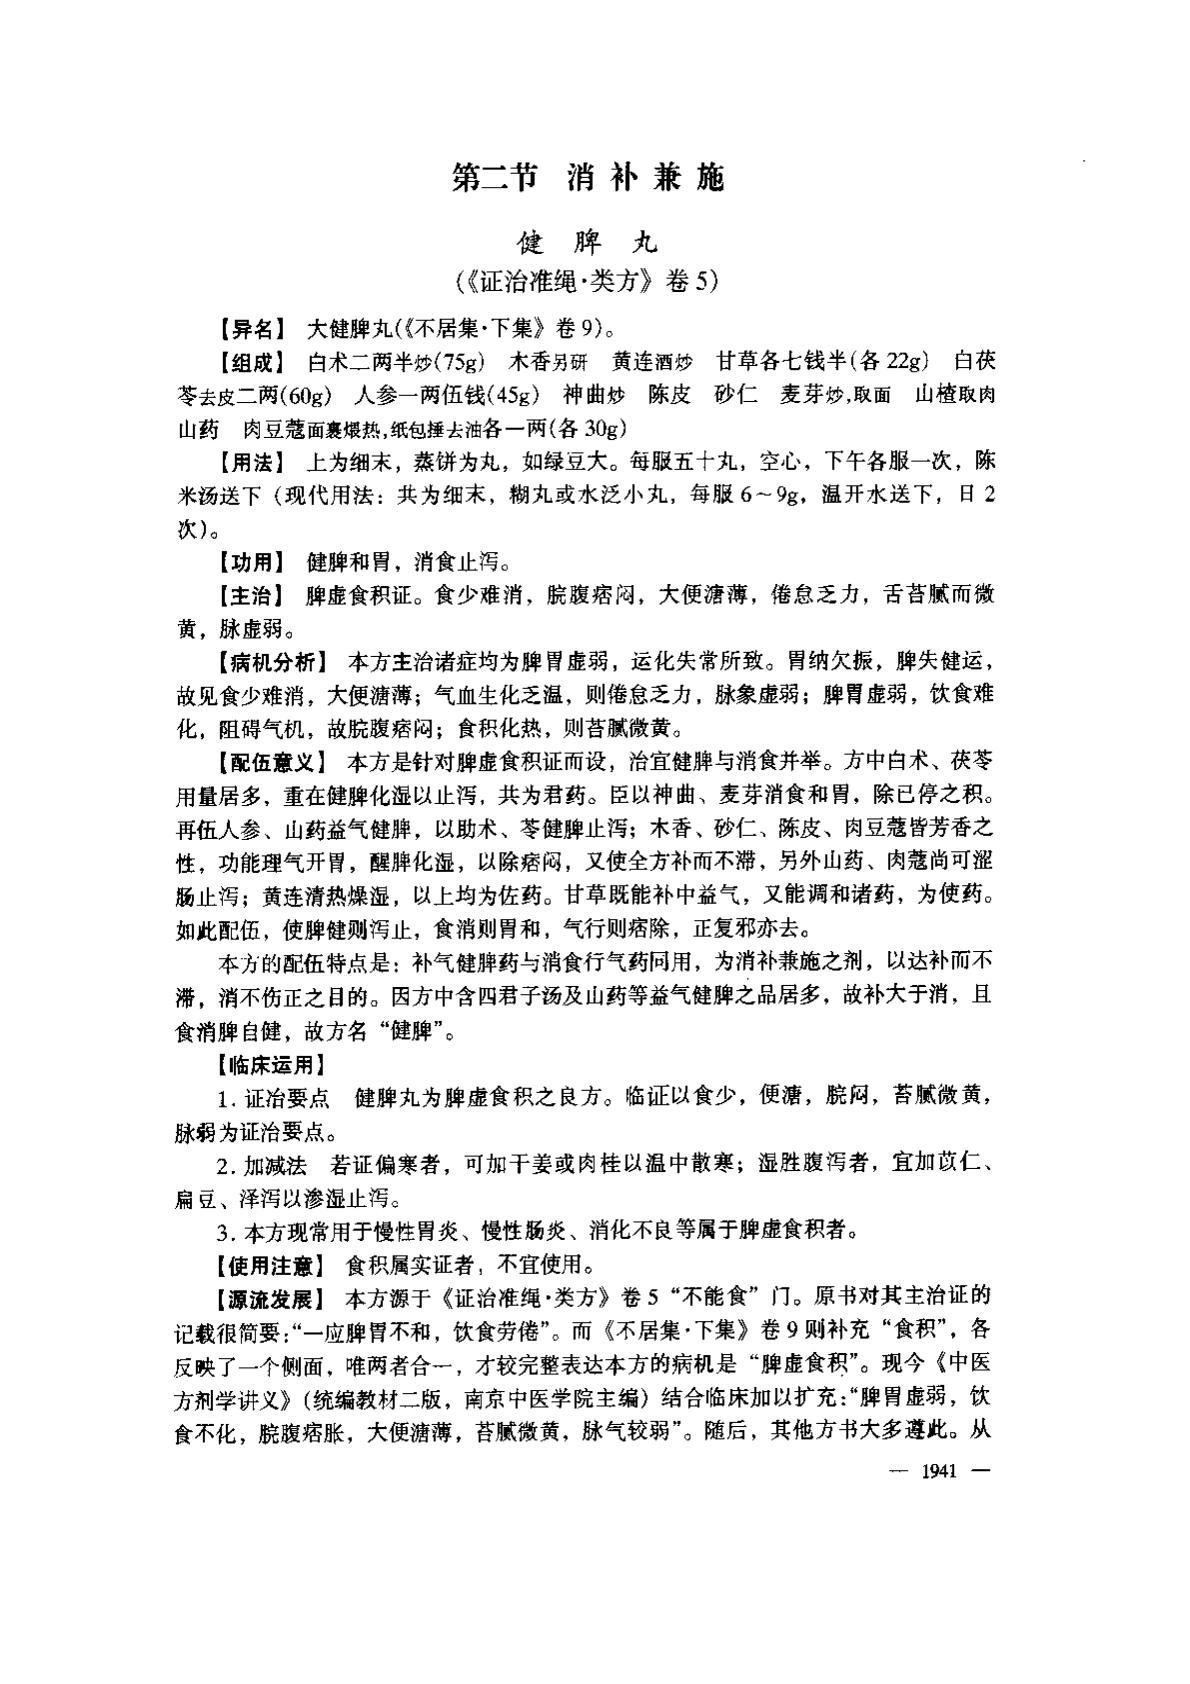 第二节 消补兼施
健脾丸
(《证治准绳·类方》卷5)
【异名】 大健脾丸(《不居集·下集》卷9)。
【组成】 白术二两半炒(75g) 木香另研 黄连酒炒 甘草各七钱半(各22g) 白茯
苓去皮二两(60g) 人参一两伍钱(45g) 神曲炒 陈皮 砂仁 麦芽炒,取面 山楂取肉
山药 肉豆蔻面裹煨热,纸包捶去油各一两(各30g)
【用法】 上为细末，蒸饼为丸，如绿豆大。每服五十丸，空心，下午各服一次，陈
米汤送下（现代用法：共为细末，糊丸或水泛小丸，每服6～9g，温开水送下，日2
次)。
【功用】 健脾和胃，消食止泻。
【主治】 脾虚食积证。食少难消，脘腹痞闷，大便溏薄，倦怠乏力，舌苔腻而微
黄，脉虚弱。
【病机分析】 本方主治诸症均为脾胃虚弱，运化失常所致。胃纳欠振，脾失健运，
故见食少难消，大便溏薄；气血生化乏温，则倦怠乏力，脉象虚弱；脾胃虚弱，饮食难
化，阻碍气机，故脘腹痞闷；食积化热，则苔腻微黄。
【配伍意义】 本方是针对脾虚食积证而设，治宜健脾与消食并举。方中白术、茯苓
用量居多，重在健脾化湿以止泻，共为君药。臣以神曲、麦芽消食和胃，除已停之积。
再伍人参、山药益气健脾，以助术、苓健脾止泻；木香、砂仁、陈皮、肉豆蔻皆芳香之
性，功能理气开胃，醒脾化湿，以除痞闷，又使全方补而不滞，另外山药、肉蔻尚可涩
肠止泻；黄连清热燥湿，以上均为佐药。甘草既能补中益气，又能调和诸药，为使药。
如此配伍，使脾健则泻止，食消则胃和，气行则痞除，正复邪亦去。
本方的配伍特点是：补气健脾药与消食行气药同用，为消补兼施之剂，以达补而不
滞，消不伤正之目的。因方中含四君子汤及山药等益气健脾之品居多，故补大于消，且
食消脾自健，故方名“健脾”。
【临床运用】
1. 证治要点 健脾丸为脾虚食积之良方。临证以食少，便溏，脘闷，苔腻微黄，
脉弱为证治要点。
2. 加减法 若证偏寒者，可加干姜或肉桂以温中散寒；湿胜腹泻者，宜加苡仁、
扁豆、泽泻以渗湿止泻。
3. 本方现常用于慢性胃炎、慢性肠炎、消化不良等属于脾虚食积者。
【使用注意】 食积属实证者，不宜使用。
【源流发展】 本方源于《证治准绳·类方》卷5“不能食”门。原书对其主治证的
记载很简要:“一应脾胃不和，饮食劳倦”。而《不居集·下集》卷9则补充“食积”，各
反映了一个侧面，唯两者合一，才较完整表达本方的病机是“脾虚食积”。现今《中医
方剂学讲义》(统编教材二版，南京中医学院主编）结合临床加以扩充:“脾胃虚弱，饮
食不化，脘腹痞胀，大便溏薄，苔腻微黄，脉气较弱”。随后，其他方书大多遵此。从
— 1941 —